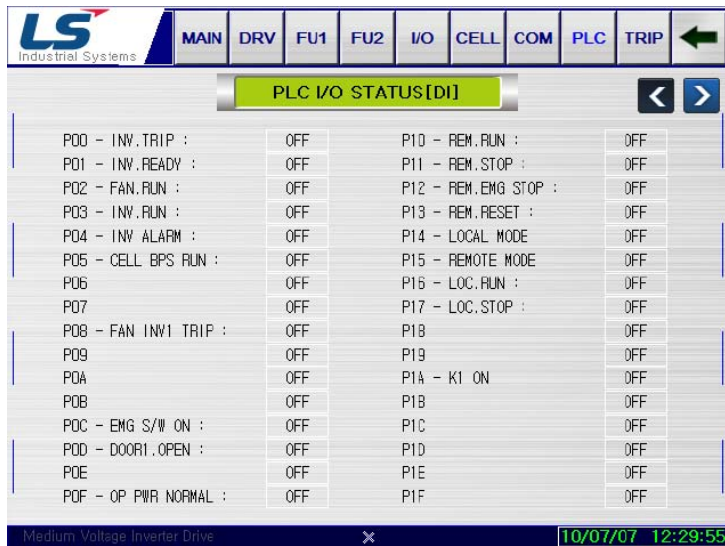 LS
Industrial Systems
MAIN DRV FU1 FU2 I/O CELL COM PLC TRIP
PLC I/O STATUS[DI]
P00 - INV.TRIP : OFF P10 - REM.RUN : OFF
P01 - INV.READY : OFF P11 - REM.STOP : OFF
P02 - FAN.RUN : OFF P12 - REM.EMG STOP : OFF
P03 - INV.RUN : OFF P13 - REM.RESET : OFF
P04 - INV ALARM : OFF P14 - LOCAL MODE OFF
P05 - CELL BPS RUN : OFF P15 - REMOTE MODE OFF
P06 OFF P16 - LOC.RUN : OFF
P07 OFF P17 - LOC.STOP : OFF
P08 - FAN INV1 TRIP : OFF P18 OFF
P09 OFF P19 OFF
P0A OFF P1A - K1 ON OFF
P0B OFF P1B OFF
P0C - EMG S/W ON : OFF P1C OFF
P0D - DOOR1.OPEN : OFF P1D OFF
P0E OFF P1E OFF
P0F - OP PWR NORMAL : OFF P1F OFF
Medium Voltage Inverter Drive 10/07/07 12:29:55